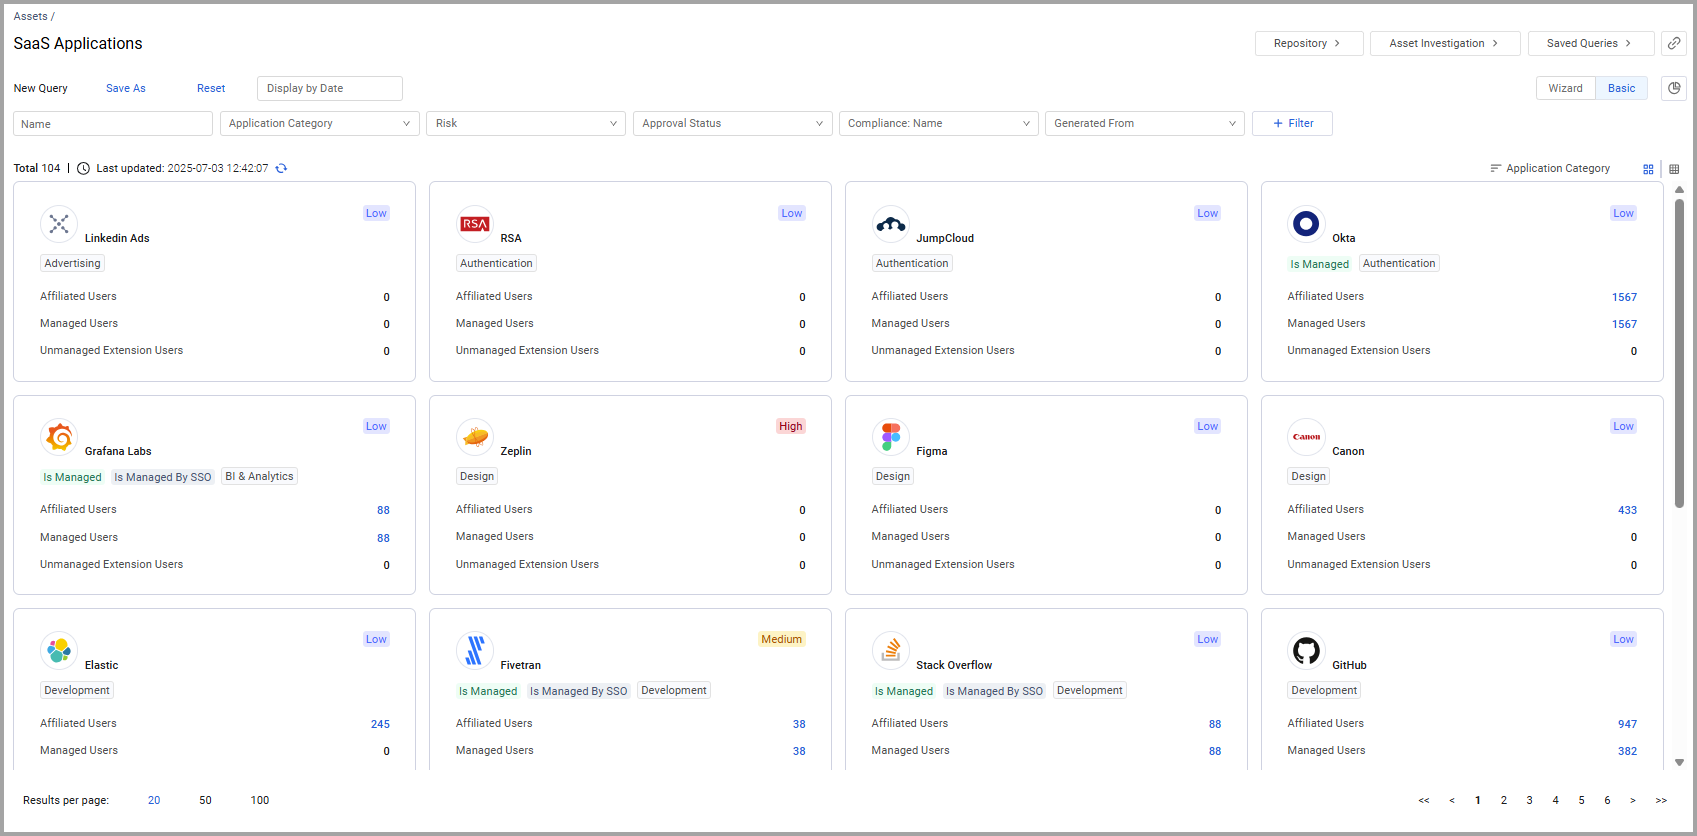 Assets /
SaaS Applications
Repository >
Asset Investigation >
Saved Queries >
New Query Save As Reset Display by Date
Wizard Basic
Name Application Category Risk Approval Status Compliance: Name Generated From + Filter
Total 104 | Last updated: 2025-07-03 12:42:07
Application Category
Low
Linkedin Ads
Advertising
Affiliated Users 0
Managed Users 0
Unmanaged Extension Users 0
Low
RSA
RSA
Authentication
Affiliated Users 0
Managed Users 0
Unmanaged Extension Users 0
Low
JumpCloud
Authentication
Affiliated Users 0
Managed Users 0
Unmanaged Extension Users 0
Low
Okta
Is Managed Authentication
Affiliated Users 1567
Managed Users 1567
Unmanaged Extension Users 0
Low
Grafana Labs
Is Managed Is Managed By SSO BI & Analytics
Affiliated Users 88
Managed Users 88
Unmanaged Extension Users 0
High
Zeplin
Design
Affiliated Users 0
Managed Users 0
Unmanaged Extension Users 0
Low
Figma
Design
Affiliated Users 0
Managed Users 0
Unmanaged Extension Users 0
Low
Canon
Canon
Design
Affiliated Users 433
Managed Users 0
Unmanaged Extension Users 0
Low
Elastic
Development
Affiliated Users 245
Managed Users 0
Medium
Fivetran
Is Managed Is Managed By SSO Development
Affiliated Users 38
Managed Users 38
Low
Stack Overflow
Is Managed Is Managed By SSO Development
Affiliated Users 88
Managed Users 88
Low
GitHub
Development
Affiliated Users 947
Managed Users 382
Results per page: 20 50 100
<< < 1 2 3 4 5 6 > >>